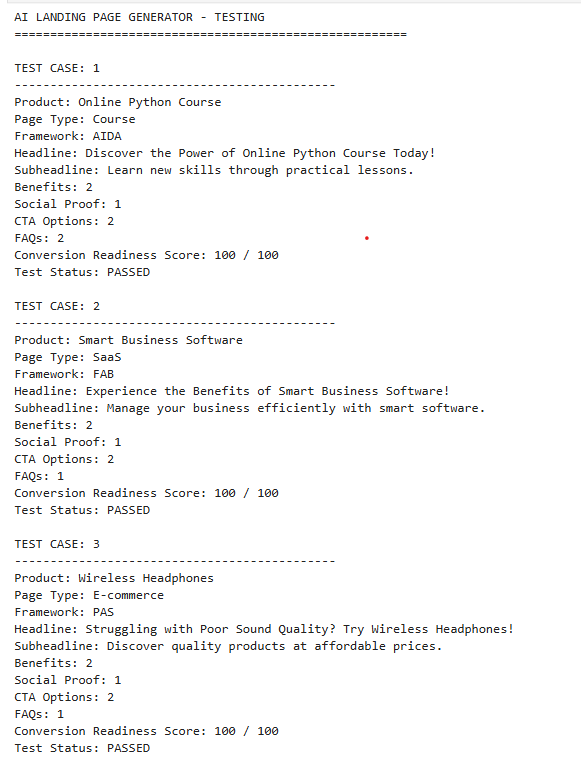 AI LANDING PAGE GENERATOR - TESTING
=======================================================
TEST CASE: 1
---------------------------------------------
Product: Online Python Course
Page Type: Course
Framework: AIDA
Headline: Discover the Power of Online Python Course Today!
Subheadline: Learn new skills through practical lessons.
Benefits: 2
Social Proof: 1
CTA Options: 2
FAQs: 2
Conversion Readiness Score: 100 / 100
Test Status: PASSED
TEST CASE: 2
---------------------------------------------
Product: Smart Business Software
Page Type: SaaS
Framework: FAB
Headline: Experience the Benefits of Smart Business Software!
Subheadline: Manage your business efficiently with smart software.
Benefits: 2
Social Proof: 1
CTA Options: 2
FAQs: 1
Conversion Readiness Score: 100 / 100
Test Status: PASSED
TEST CASE: 3
---------------------------------------------
Product: Wireless Headphones
Page Type: E-commerce
Framework: PAS
Headline: Struggling with Poor Sound Quality? Try Wireless Headphones!
Subheadline: Discover quality products at affordable prices.
Benefits: 2
Social Proof: 1
CTA Options: 2
FAQs: 1
Conversion Readiness Score: 100 / 100
Test Status: PASSED